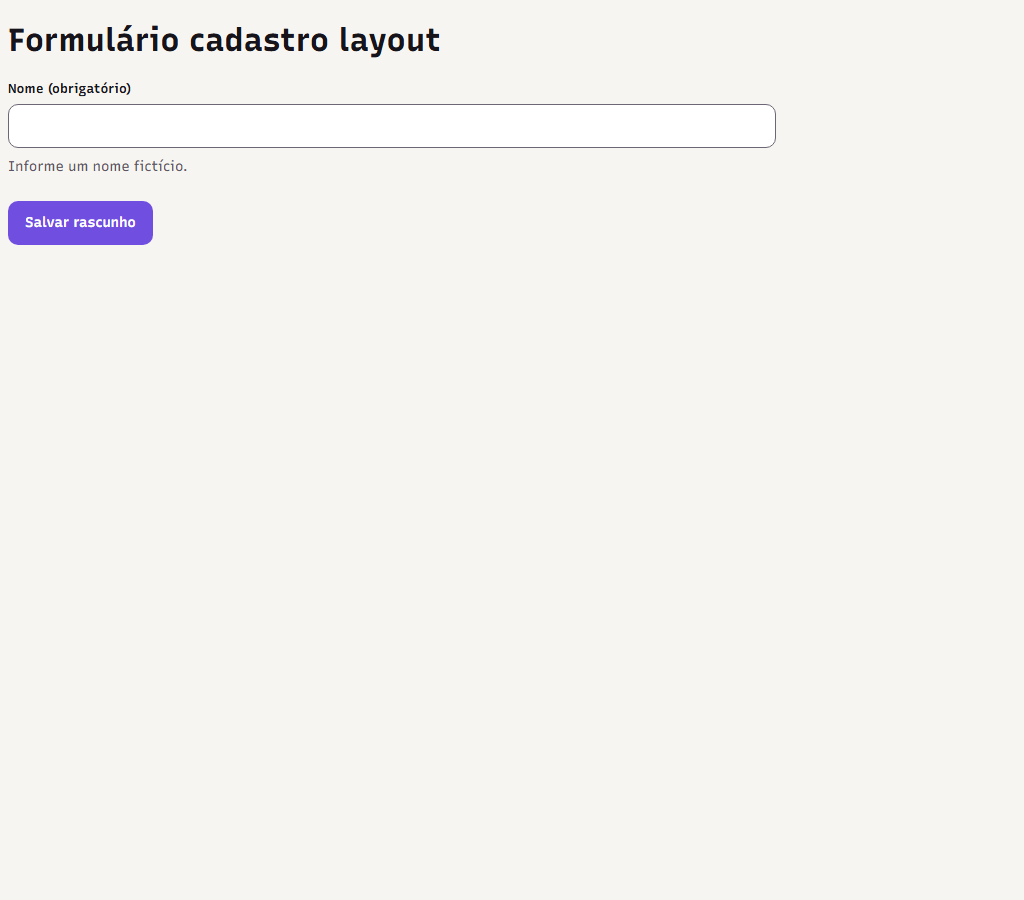 Formulário cadastro layout
Nome (obrigatório)
Informe um nome fictício.
Salvar rascunho